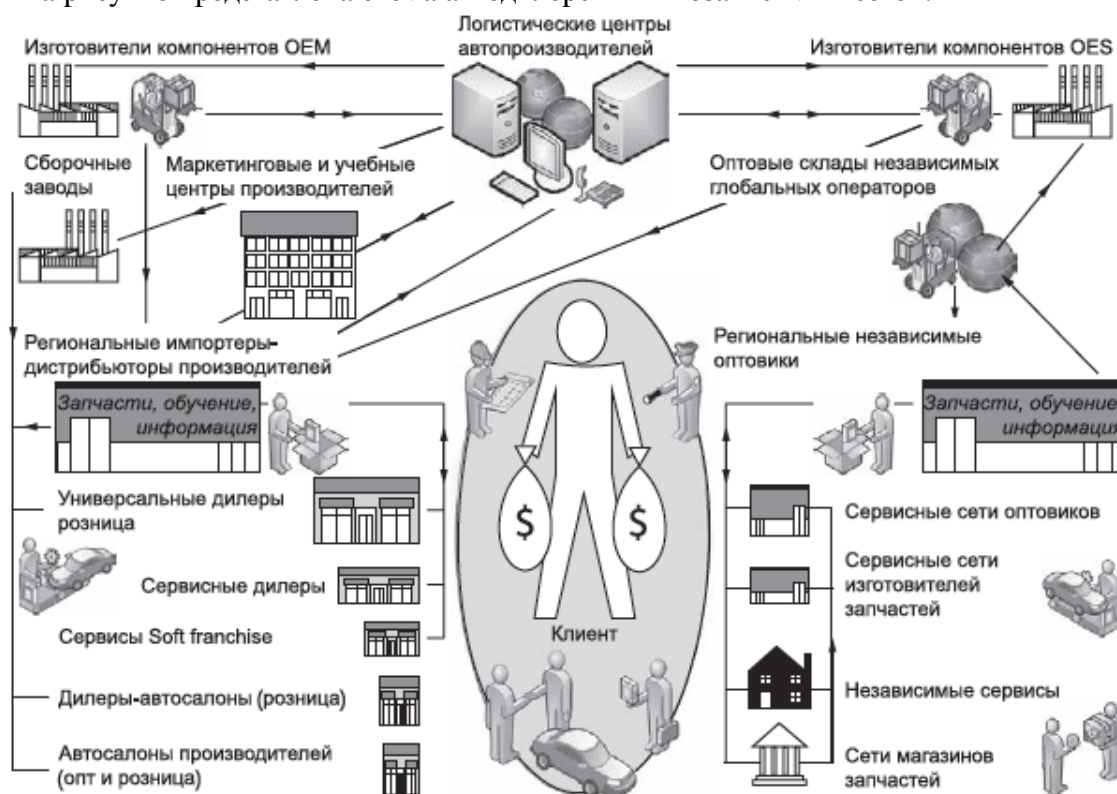 Логистические центры
автопроизводителей
Изготовители компонентов OEM
Изготовители компонентов OES
Сборочные
заводы
Маркетинговые и учебные
центры производителей
Оптовые склады независимых
глобальных операторов
Региональные импортеры-
дистрибьюторы производителей
Региональные независимые
оптовики
Запчасти, обучение,
информация
Запчасти, обучение,
информация
Универсальные дилеры
розница
$
$
Сервисные сети оптовиков
Сервисные дилеры
Сервисные сети
изготовителей
запчастей
Сервисы Soft franchise
Клиент
Дилеры-автосалоны (розница)
Независимые сервисы
Автосалоны производителей
(опт и розница)
Сети магазинов
запчастей